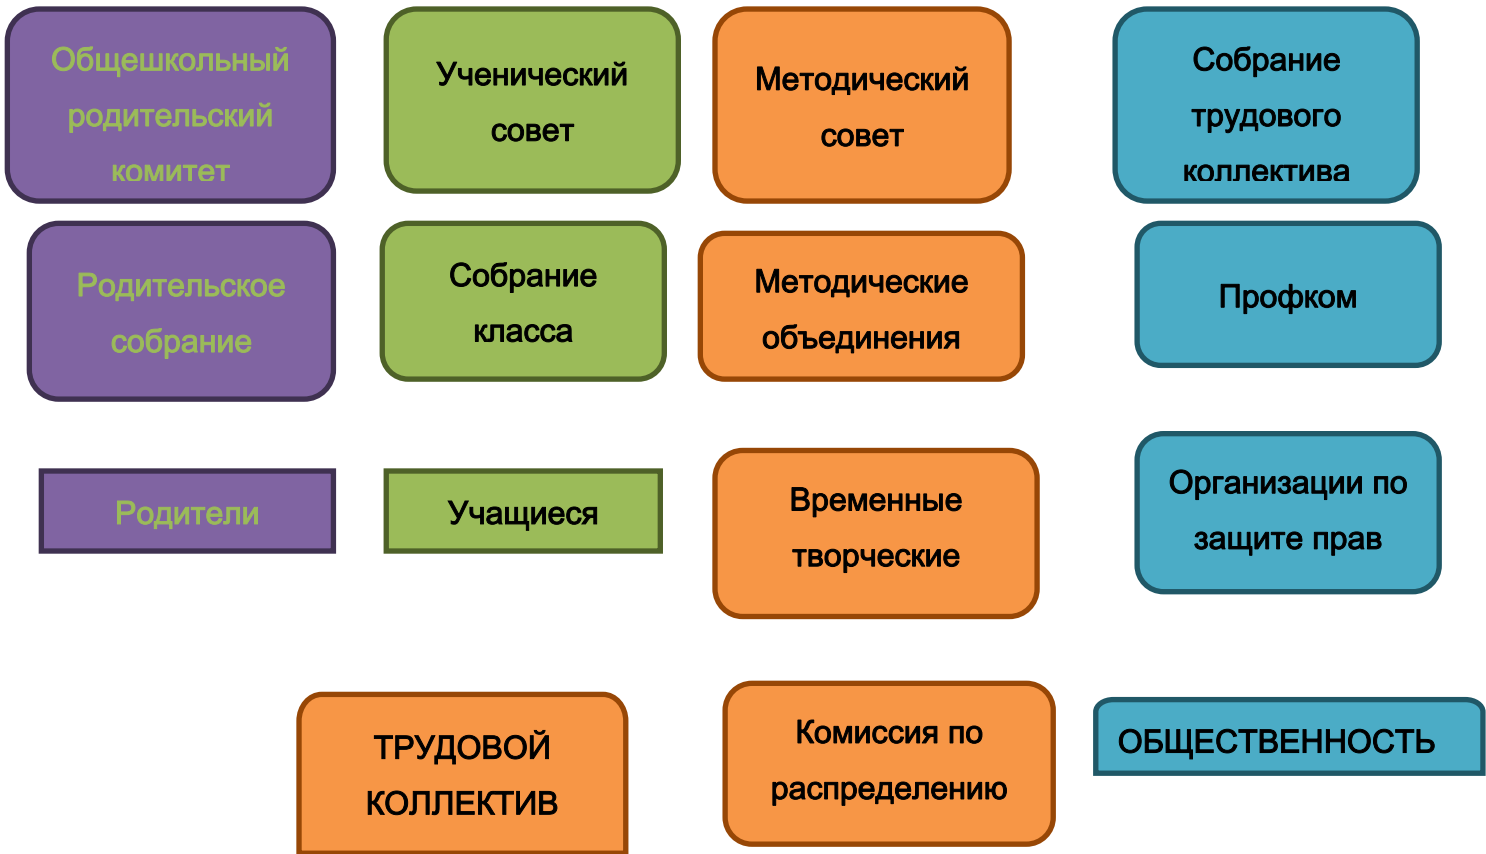 Общешкольный
родительский
комитет
Ученический
совет
Методический
совет
Собрание
трудового
коллектива
Родительское
собрание
Собрание
класса
Методические
объединения
Профком
Родители
Учащиеся
Временные
творческие
Организации по
защите прав
ТРУДОВОЙ
КОЛЛЕКТИВ
Комиссия по
распределению
ОБЩЕСТВЕННОСТЬ